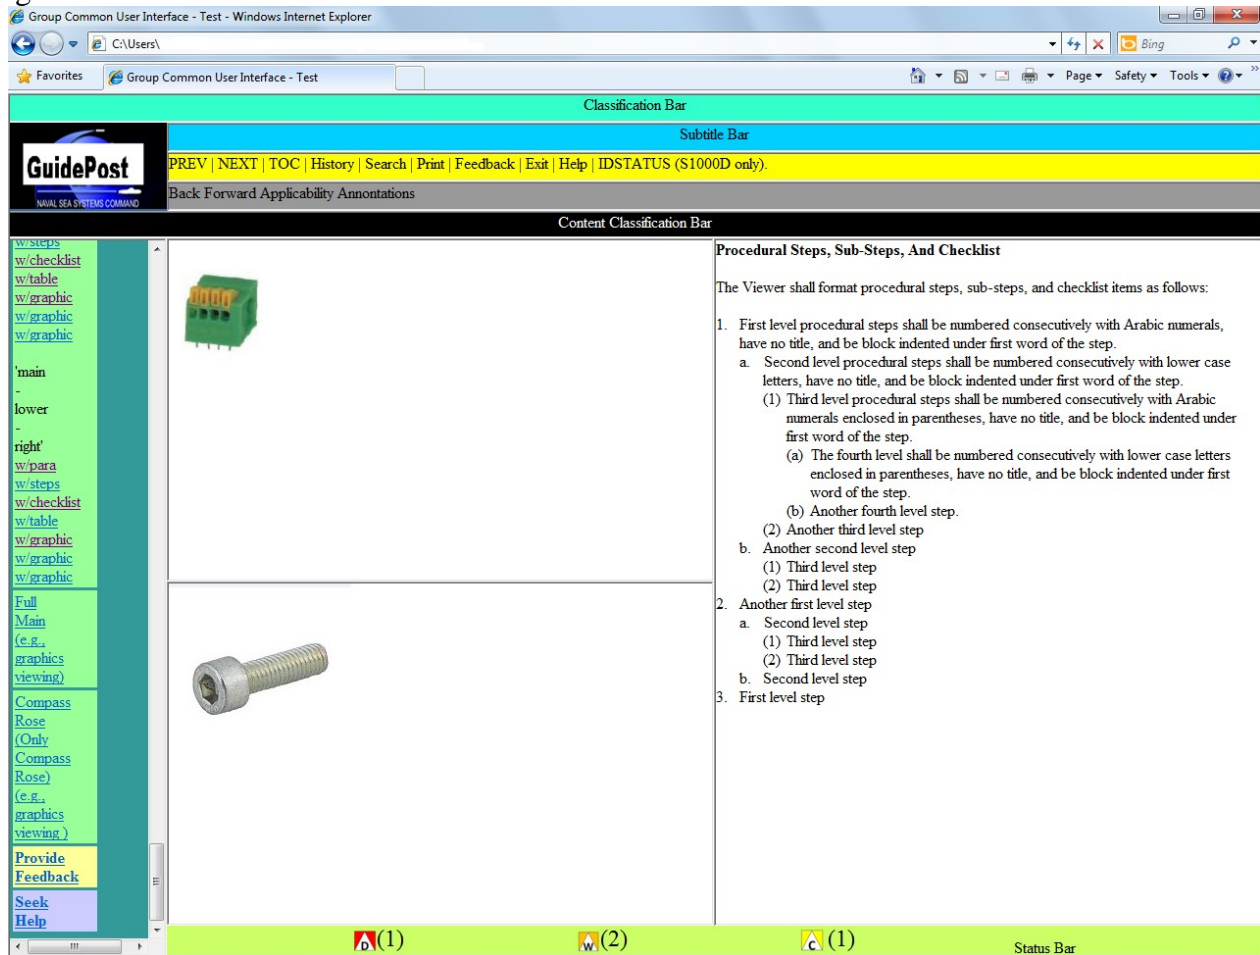 Group Common User Interface - Test - Windows Internet Explorer
C:\Users\
Bing
Favorites
Group Common User Interface - Test
Page
Safety
Tools
Classification Bar
GuidePost
NAVAL SEA SYSTEMS COMMAND
Subtitle Bar
PREV | NEXT | TOC | History | Search | Print | Feedback | Exit | Help | IDSTATUS (S1000D only).
Back Forward Applicability Annontations
Content Classification Bar
w/steps
w/checklist
w/table
w/graphic
w/graphic
w/graphic
'main
-
lower
-
right'
w/para
w/steps
w/checklist
w/table
w/graphic
w/graphic
w/graphic
Full
Main
(e.g.,
graphics
viewing)
Compass
Rose
(Only
Compass
Rose)
(e.g.,
graphics
viewing )
Provide
Feedback
Seek
Help
Procedural Steps, Sub-Steps, And Checklist
The Viewer shall format procedural steps, sub-steps, and checklist items as follows:
1. First level procedural steps shall be numbered consecutively with Arabic numerals,
have no title, and be block indented under first word of the step.
a. Second level procedural steps shall be numbered consecutively with lower case
letters, have no title, and be block indented under first word of the step.
(1) Third level procedural steps shall be numbered consecutively with Arabic
numerals enclosed in parentheses, have no title, and be block indented under
first word of the step.
(a) The fourth level shall be numbered consecutively with lower case letters
enclosed in parentheses, have no title, and be block indented under first
word of the step.
(b) Another fourth level step.
(2) Another third level step
b. Another second level step
(1) Third level step
(2) Third level step
2. Another first level step
a. Second level step
(1) Third level step
(2) Third level step
b. Second level step
3. First level step
D (1)
W (2)
C (1)
Status Bar